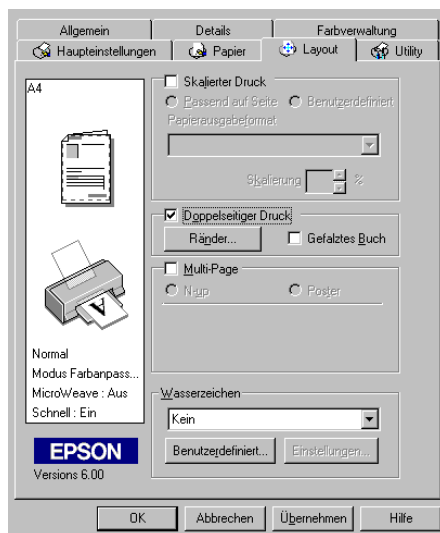 Allgemein Details Farbverwaltung
Haupteinstellungen Papier Layout Utility
A4
Skalierter Druck
Passend auf Seite Benutzerdefiniert
Papierausgabeformat
Skalierung %
Doppelseitiger Druck
Ränder... Gefalztes Buch
Multi-Page
N-up Poster
Normal
Modus Farbanpass...
MicroWeave : Aus
Schnell : Ein
Wasserzeichen
Kein
Benutzerdefiniert... Einstellungen...
EPSON
Versions 6.00
OK Abbrechen Übernehmen Hilfe